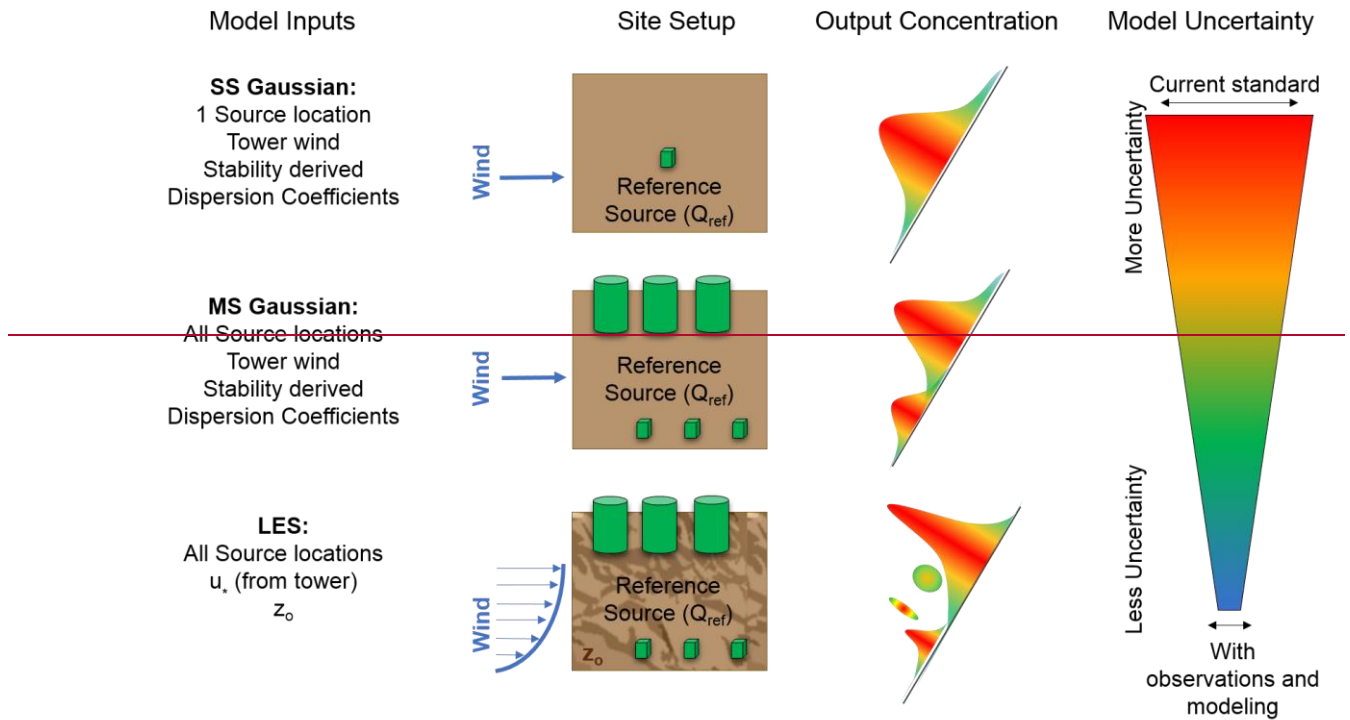 Model Inputs
Site Setup
Output Concentration
Model Uncertainty
SS Gaussian:
1 Source location
Tower wind
Stability derived
Dispersion Coefficients
Wind
Reference
Source (Qref)
Current standard
More Uncertainty
MS Gaussian:
All Source locations
Tower wind
Stability derived
Dispersion Coefficients
Wind
Reference
Source (Qref)
LES:
All Source locations
u* (from tower)
zo
Wind
Reference
Source (Qref)
zo
Less Uncertainty
With
observations and
modeling